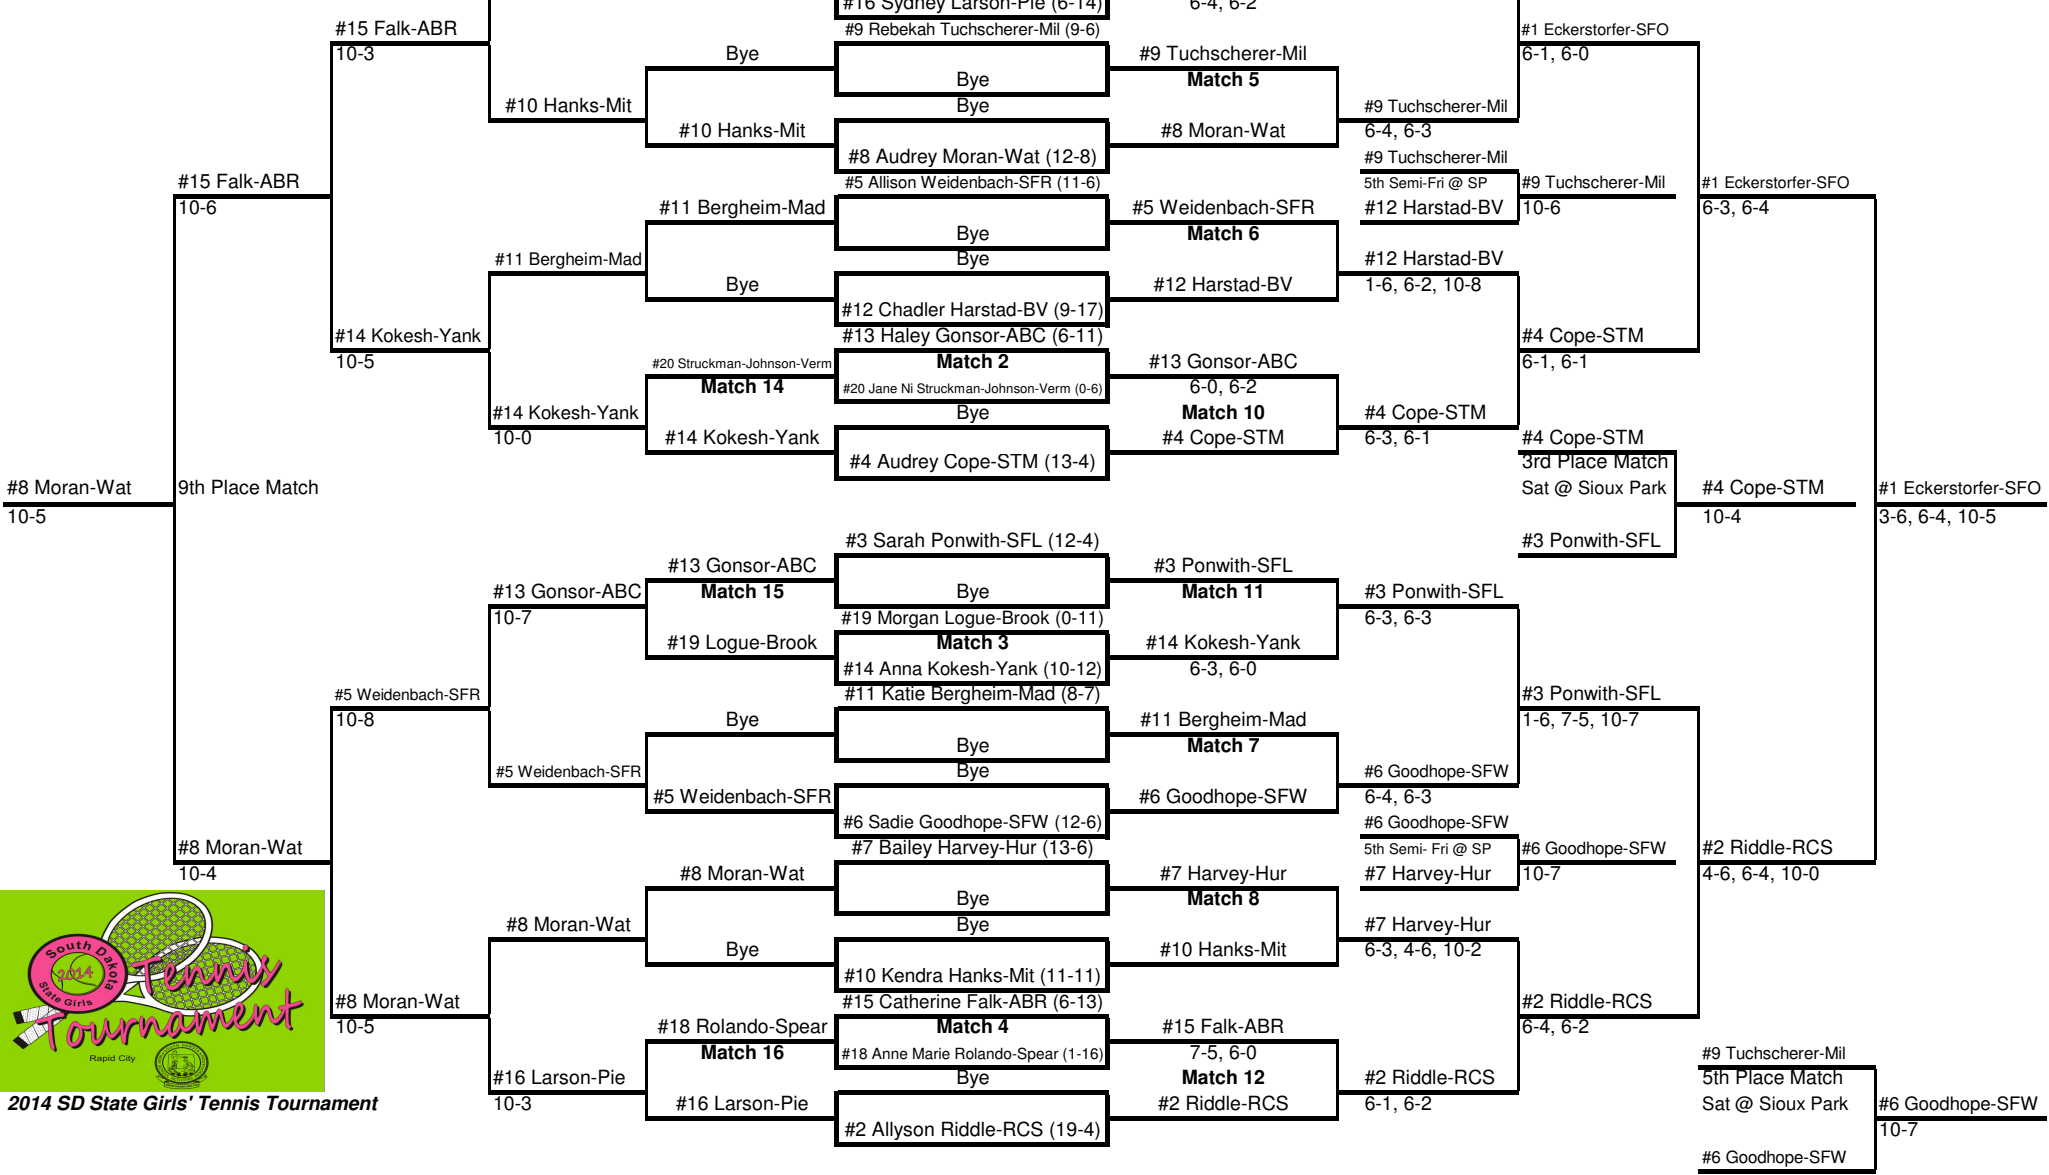 #16 Sydney Larson-Pie (6-14)
6-4, 6-2
#15 Falk-ABR
#9 Rebekah Tuchscherer-Mil (9-6)
#1 Eckerstorfer-SFO
10-3
Bye
#9 Tuchscherer-Mil
6-1, 6-0
Bye
Match 5
#10 Hanks-Mit
Bye
#9 Tuchscherer-Mil
#10 Hanks-Mit
#8 Moran-Wat
6-4, 6-3
#8 Audrey Moran-Wat (12-8)
#9 Tuchscherer-Mil
#15 Falk-ABR
#5 Allison Weidenbach-SFR (11-6)
5th Semi-Fri @ SP
#9 Tuchscherer-Mil
#1 Eckerstorfer-SFO
10-6
#11 Bergheim-Mad
#5 Weidenbach-SFR
#12 Harstad-BV
10-6
6-3, 6-4
Bye
Match 6
#11 Bergheim-Mad
Bye
#12 Harstad-BV
Bye
#12 Harstad-BV
1-6, 6-2, 10-8
#12 Chadler Harstad-BV (9-17)
#14 Kokesh-Yank
#13 Haley Gonsor-ABC (6-11)
#4 Cope-STM
10-5
#20 Struckman-Johnson-Verm
Match 2
#13 Gonsor-ABC
6-1, 6-1
Match 14
#20 Jane Ni Struckman-Johnson-Verm (0-6)
6-0, 6-2
#14 Kokesh-Yank
Bye
Match 10
#4 Cope-STM
10-0
#14 Kokesh-Yank
#4 Cope-STM
6-3, 6-1
#4 Cope-STM
#4 Audrey Cope-STM (13-4)
3rd Place Match
#8 Moran-Wat
9th Place Match
Sat @ Sioux Park
#4 Cope-STM
#1 Eckerstorfer-SFO
10-5
10-4
3-6, 6-4, 10-5
#3 Sarah Ponwith-SFL (12-4)
#3 Ponwith-SFL
#13 Gonsor-ABC
#3 Ponwith-SFL
#13 Gonsor-ABC
Match 15
Bye
Match 11
#3 Ponwith-SFL
10-7
#19 Morgan Logue-Brook (0-11)
6-3, 6-3
#19 Logue-Brook
Match 3
#14 Kokesh-Yank
#14 Anna Kokesh-Yank (10-12)
6-3, 6-0
#5 Weidenbach-SFR
#11 Katie Bergheim-Mad (8-7)
#3 Ponwith-SFL
10-8
Bye
#11 Bergheim-Mad
1-6, 7-5, 10-7
Bye
Match 7
#5 Weidenbach-SFR
Bye
#6 Goodhope-SFW
#5 Weidenbach-SFR
#6 Goodhope-SFW
6-4, 6-3
#6 Sadie Goodhope-SFW (12-6)
#6 Goodhope-SFW
#8 Moran-Wat
#7 Bailey Harvey-Hur (13-6)
5th Semi- Fri @ SP
#6 Goodhope-SFW
#2 Riddle-RCS
10-4
#8 Moran-Wat
#7 Harvey-Hur
#7 Harvey-Hur
10-7
4-6, 6-4, 10-0
Bye
Match 8
#8 Moran-Wat
Bye
#7 Harvey-Hur
Bye
#10 Hanks-Mit
6-3, 4-6, 10-2
#10 Kendra Hanks-Mit (11-11)
#8 Moran-Wat
#15 Catherine Falk-ABR (6-13)
#2 Riddle-RCS
10-5
#18 Rolando-Spear
Match 4
#15 Falk-ABR
6-4, 6-2
Match 16
#18 Anne Marie Rolando-Spear (1-16)
7-5, 6-0
#9 Tuchscherer-Mil
#16 Larson-Pie
Bye
Match 12
#2 Riddle-RCS
5th Place Match
10-3
#16 Larson-Pie
#2 Riddle-RCS
6-1, 6-2
Sat @ Sioux Park
#6 Goodhope-SFW
#2 Allyson Riddle-RCS (19-4)
10-7
#6 Goodhope-SFW
South Dakota
2014
State Girls
Tennis
Tournament
Rapid City
2014 SD State Girls' Tennis Tournament